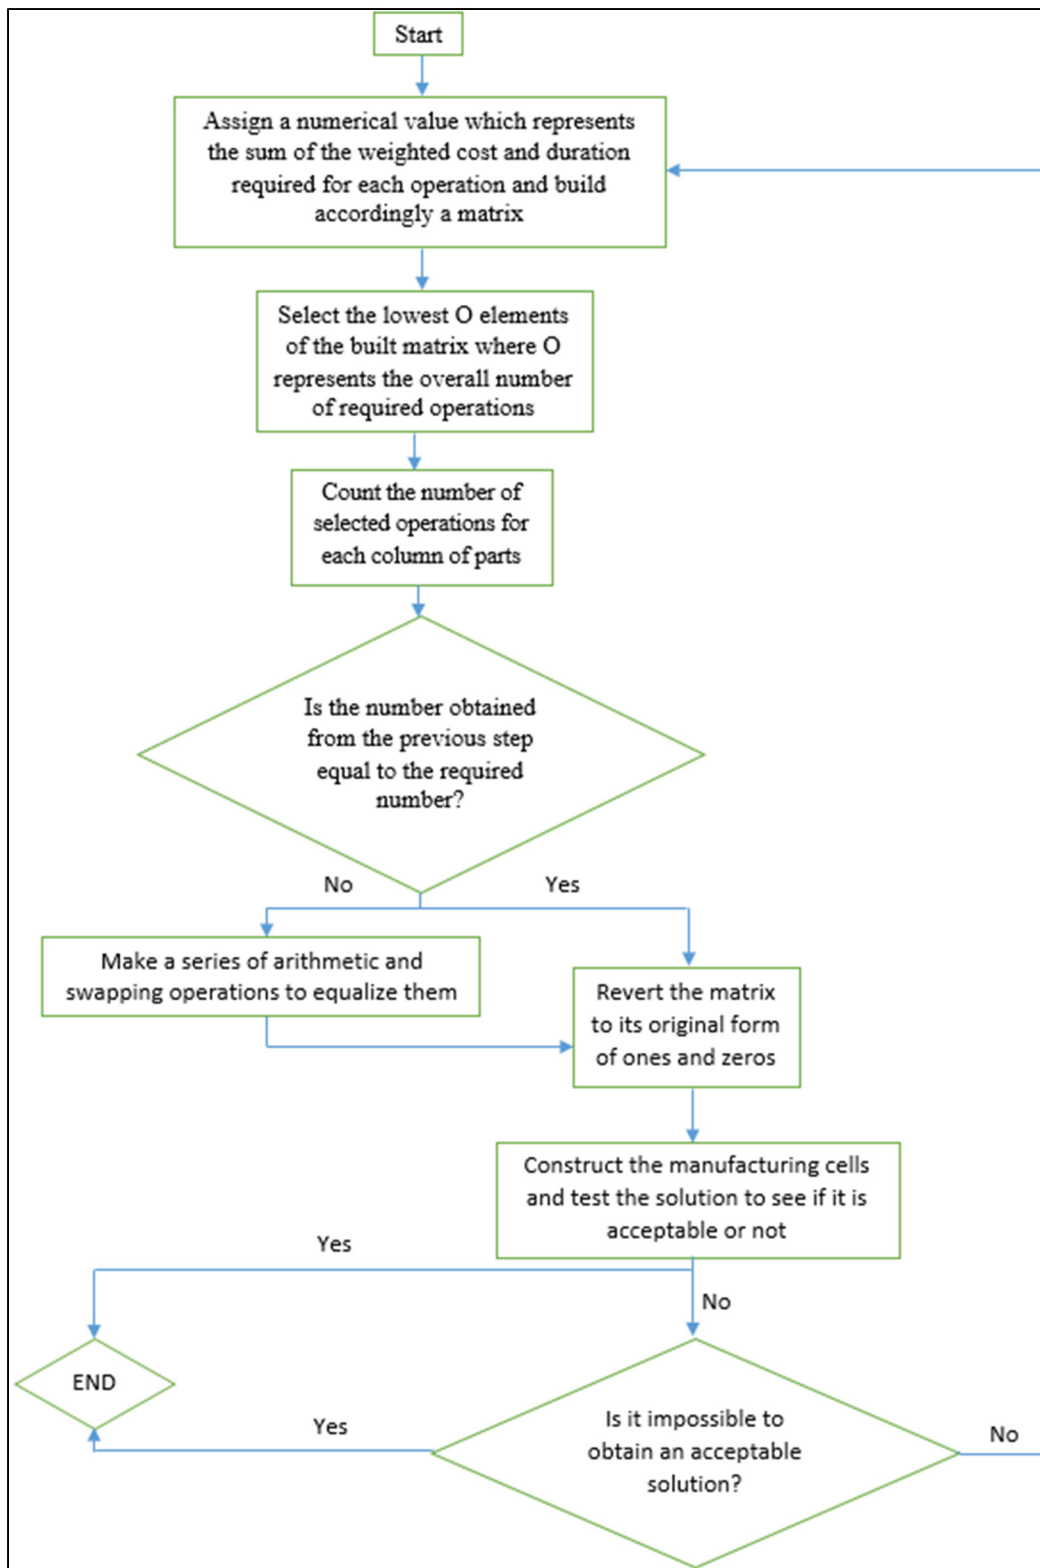 Start
Assign a numerical value which represents
the sum of the weighted cost and duration
required for each operation and build
accordingly a matrix
Select the lowest O elements
of the built matrix where O
represents the overall number
of required operations
Count the number of
selected operations for
each column of parts
Is the number obtained
from the previous step
equal to the required
number?
No
Yes
Make a series of arithmetic and
swapping operations to equalize them
Revert the matrix
to its original form
of ones and zeros
Construct the manufacturing cells
and test the solution to see if it is
acceptable or not
Yes
No
END
Yes
Is it impossible to
obtain an acceptable
solution?
No